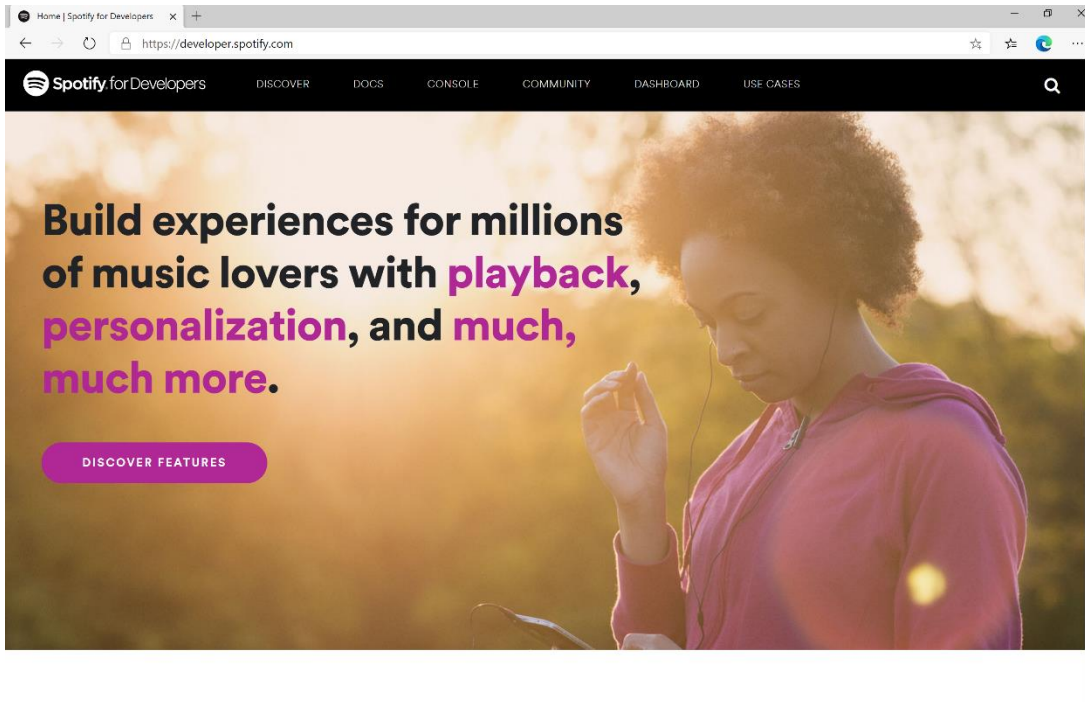 Home | Spotify for Developers
https://developer.spotify.com
Spotify for Developers DISCOVER DOCS CONSOLE COMMUNITY DASHBOARD USE CASES
Build experiences for millions
of music lovers with playback,
personalization, and much,
much more.
DISCOVER FEATURES